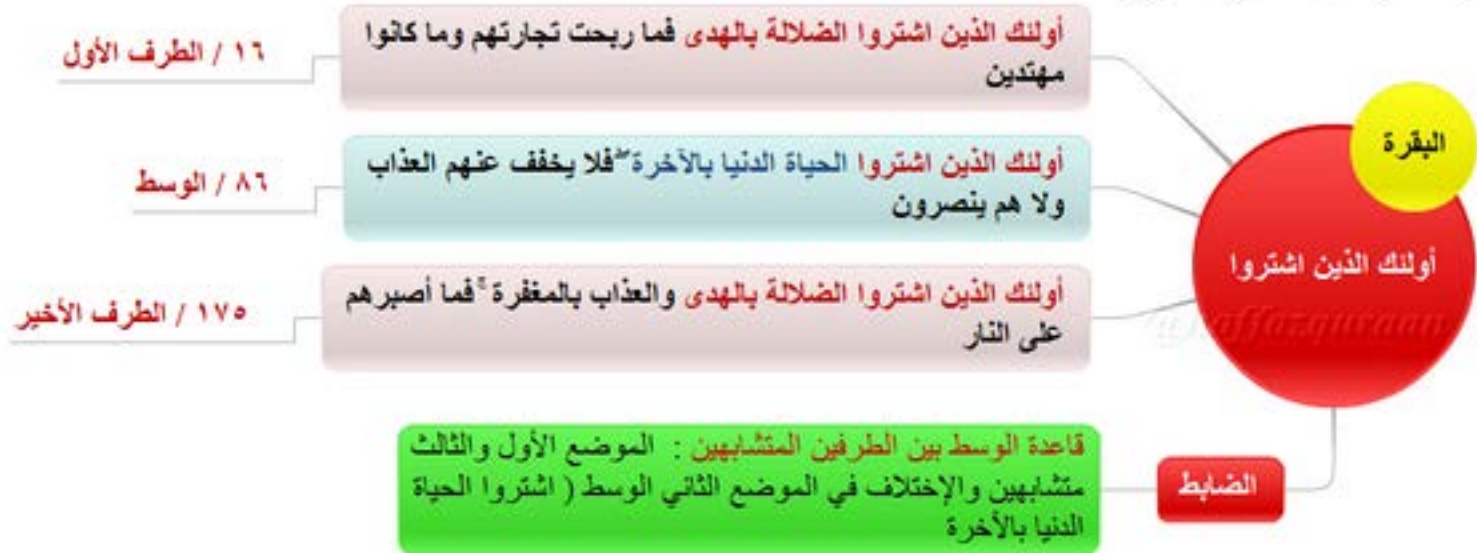 أولئك الذين اشتروا الضلالة بالهدى فما ربحت تجارتهم وما كانوا
مهتدين
١٦ / الطرف الأول
البقرة
أولئك الذين اشتروا
أولئك الذين اشتروا الحياة الدنيا بالآخرة ۖ فلا يخفف عنهم العذاب
ولا هم ينصرون
٨٦ / الوسط
أولئك الذين اشتروا الضلالة بالهدى والعذاب بالمغفرة ۚ فما أصبرهم
على النار
١٧٥ / الطرف الأخير
الضابط
قاعدة الوسط بين الطرفين المتشابهين : الموضع الأول والثالث
متشابهين والإختلاف في الموضع الثاني الوسط ( اشتروا الحياة
الدنيا بالآخرة